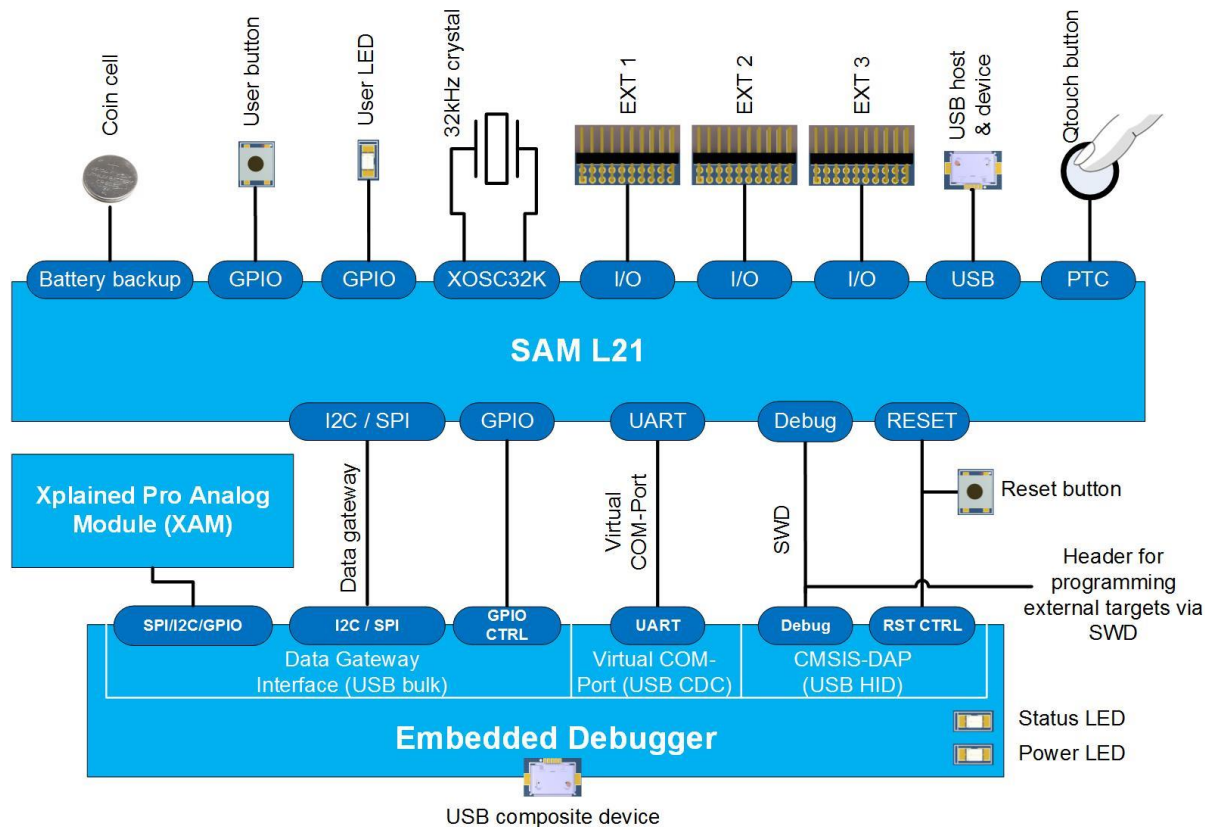 Coin cell
User button
User LED
32kHz crystal
EXT 1
EXT 2
EXT 3
USB host
& device
Qtouch button
Battery backup
GPIO
GPIO
XOSC32K
I/O
I/O
I/O
USB
PTC
SAM L21
I2C / SPI
GPIO
UART
Debug
RESET
Xplained Pro Analog
Module (XAM)
Data gateway
Virtual
COM-Port
SWD
Reset button
Header for
programming
external targets via
SWD
SPI/I2C/GPIO
I2C / SPI
GPIO
CTRL
UART
Debug
RST CTRL
Data Gateway
Interface (USB bulk)
Virtual COM-
Port (USB CDC)
CMSIS-DAP
(USB HID)
Embedded Debugger
Status LED
Power LED
USB composite device